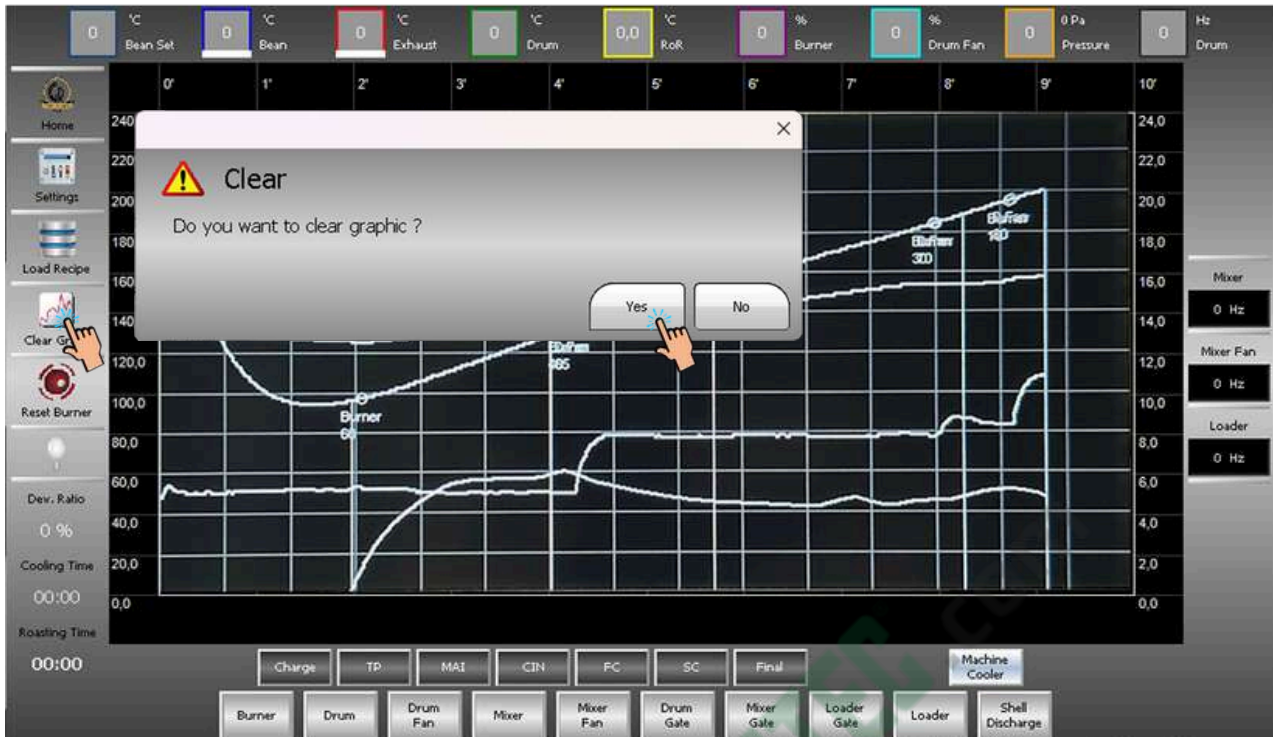 0 °C Bean Set
0 °C Bean
0 °C Exhaust
0 °C Drum
0,0 °C RoR
0 % Burner
0 % Drum Fan
0 0 Pa Pressure
0 Hz Drum
0' 1' 2' 3' 4' 5' 6' 7' 8' 9' 10'
Home
Settings
Load Recipe
Clear
Reset Burner
Dev. Ratio
0 %
Cooling Time
00:00
Roasting Time
00:00
240
220
200
180
160
140
120,0
100,0
80,0
60,0
40,0
20,0
0,0
Clear
Do you want to clear graphic ?
Yes
No
Burner
60
300
24,0
22,0
20,0
18,0
16,0
14,0
12,0
10,0
8,0
6,0
4,0
2,0
0,0
Mixer
0 Hz
Mixer Fan
0 Hz
Loader
0 Hz
Charge
TP
MAI
CIN
FC
SC
Final
Machine
Cooler
Burner
Drum
Drum
Fan
Mixer
Mixer
Fan
Drum
Gate
Mixer
Gate
Loader
Gate
Loader
Shell
Discharge